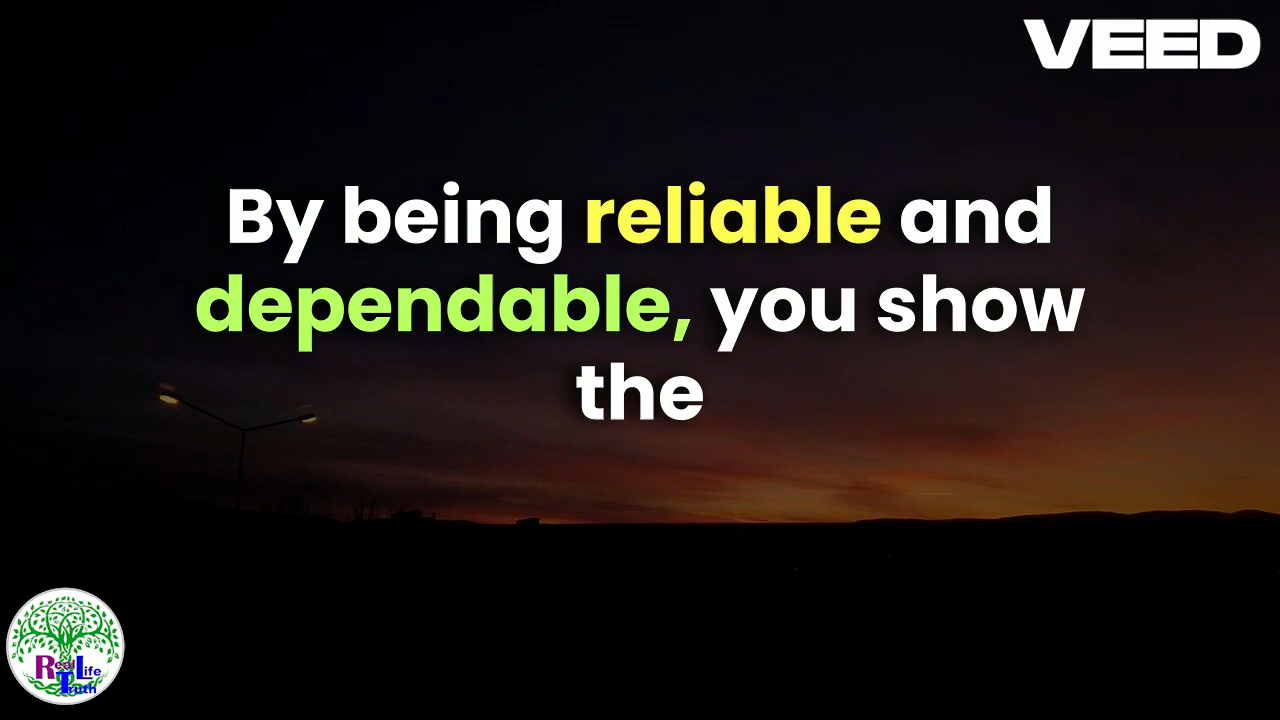 VEED
By being reliable and
dependable, you show
the
Real Life
Truth